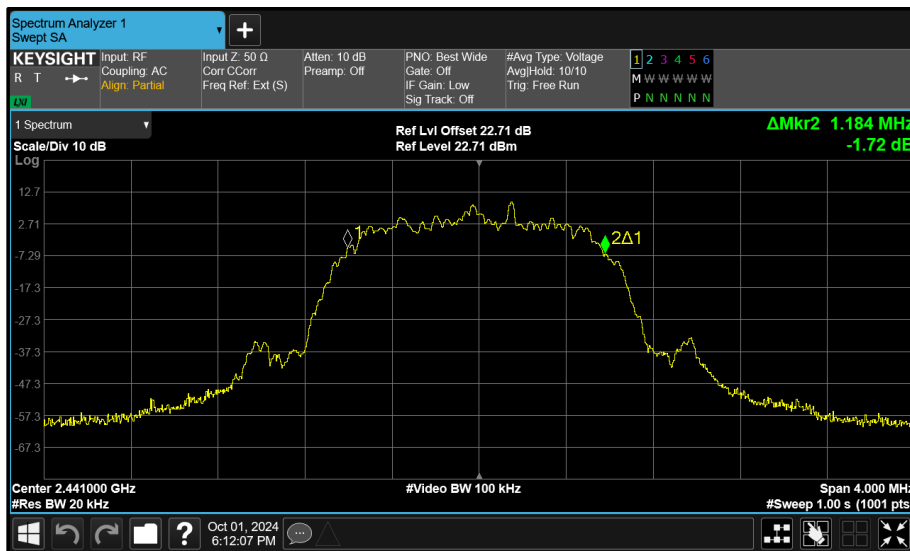 Spectrum Analyzer 1
Swept SA
KEYSIGHT
R T
LXI
Input: RF
Coupling: AC
Align: Partial
Input Z: 50 Ω
Corr CCorr
Freq Ref: Ext (S)
Atten: 10 dB
Preamp: Off
PNO: Best Wide
Gate: Off
IF Gain: Low
Sig Track: Off
#Avg Type: Voltage
Avg|Hold: 10/10
Trig: Free Run
1 2 3 4 5 6
M W W W W W
P N N N N N
1 Spectrum
Scale/Div 10 dB
Log
Ref Lvl Offset 22.71 dB
Ref Level 22.71 dBm
ΔMkr2 1.184 MHz
-1.72 dB
12.7
2.71
-7.29
-17.3
-27.3
-37.3
-47.3
-57.3
-67.3
1
2Δ1
Center 2.441000 GHz
#Res BW 20 kHz
#Video BW 100 kHz
Span 4.000 MHz
#Sweep 1.00 s (1001 pts
?
Oct 01, 2024
6:12:07 PM